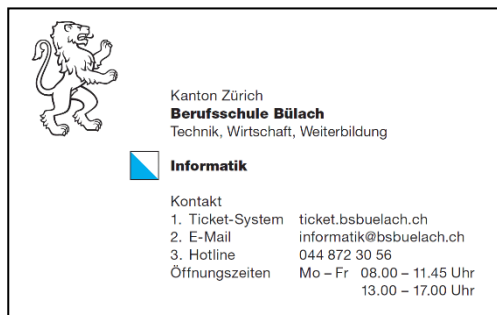 Kanton Zürich
Berufsschule Bülach
Technik, Wirtschaft, Weiterbildung
Informatik
Kontakt
1. Ticket-System ticket.bsbuelach.ch
2. E-Mail informatik@bsbuelach.ch
3. Hotline 044 872 30 56
Öffnungszeiten Mo – Fr 08.00 – 11.45 Uhr
13.00 – 17.00 Uhr